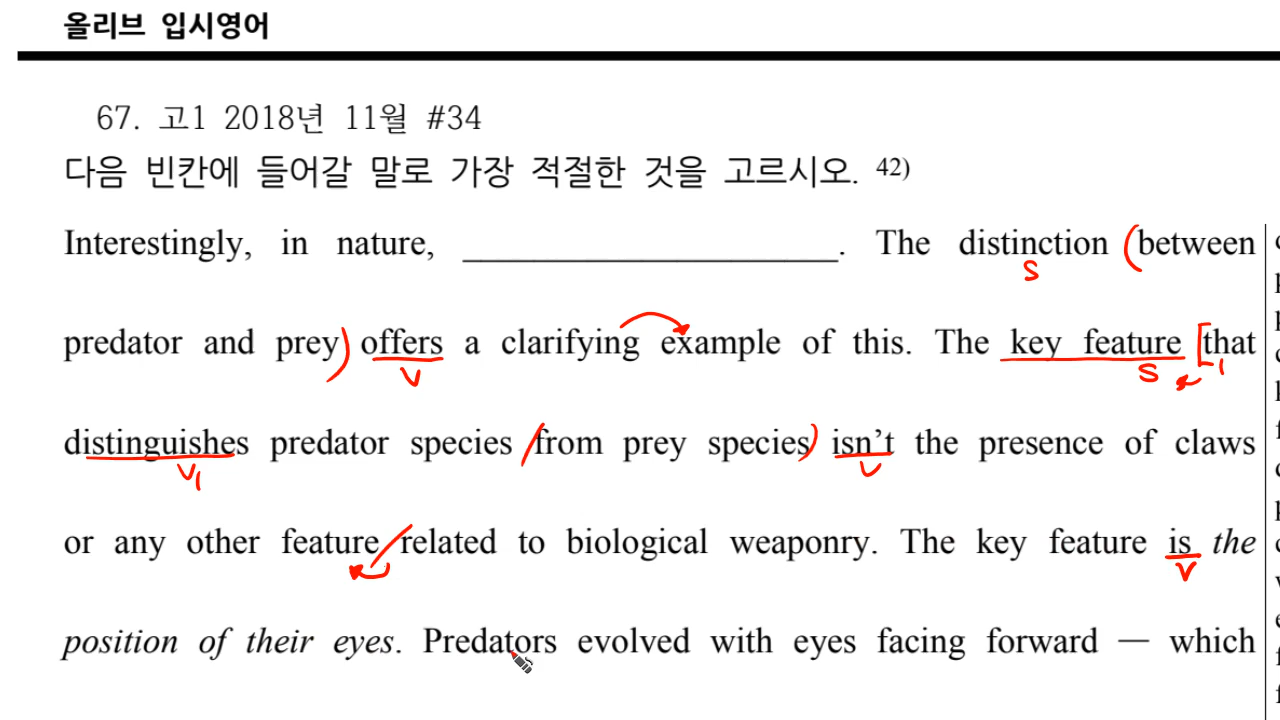 올리브 입시영어
67. 고1 2018년 11월 #34
다음 빈칸에 들어갈 말로 가장 적절한 것을 고르시오. 42)
Interestingly, in nature, ____________________. The distinction (between
S
predator and prey) offers a clarifying example of this. The key feature [that
V S 1
distinguishes predator species /from prey species) isn't the presence of claws
V1 V
or any other feature related to biological weaponry. The key feature is the
V
position of their eyes. Predators evolved with eyes facing forward — which